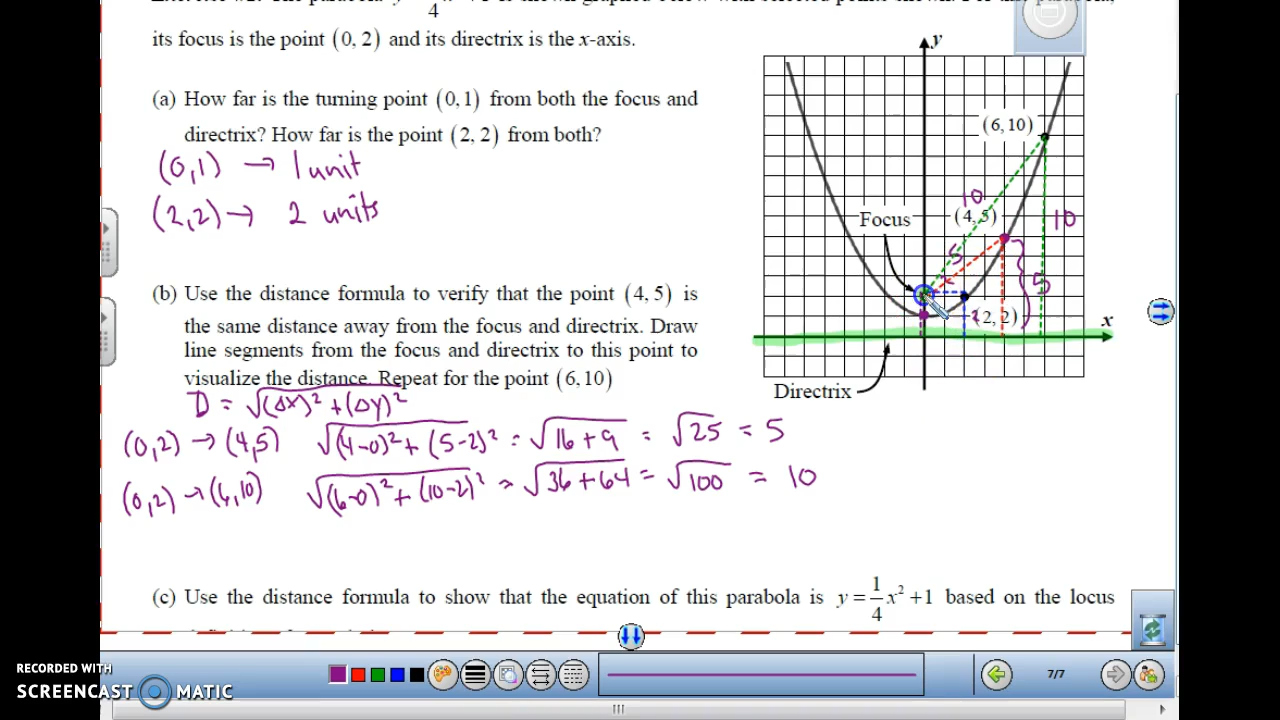 its focus is the point (0, 2) and its directrix is the x-axis.
(a) How far is the turning point (0, 1) from both the focus and
directrix? How far is the point (2, 2) from both?
(0,1) → 1 unit
(2,2) → 2 units
(b) Use the distance formula to verify that the point (4, 5) is
the same distance away from the focus and directrix. Draw
line segments from the focus and directrix to this point to
visualize the distance. Repeat for the point (6, 10)
D = √(Δx)² + (Δy)²
(0,2) → (4,5) √(4-0)² + (5-2)² = √16+9 = √25 = 5
(0,2) → (6,10) √(6-0)² + (10-2)² = √36+64 = √100 = 10
(c) Use the distance formula to show that the equation of this parabola is y = 1/4 x² + 1 based on the locus
y
(6, 10)
10
(4, 5)
10
Focus
5
5
(2, 2)
x
Directrix
7/7
RECORDED WITH
SCREENCAST MATIC